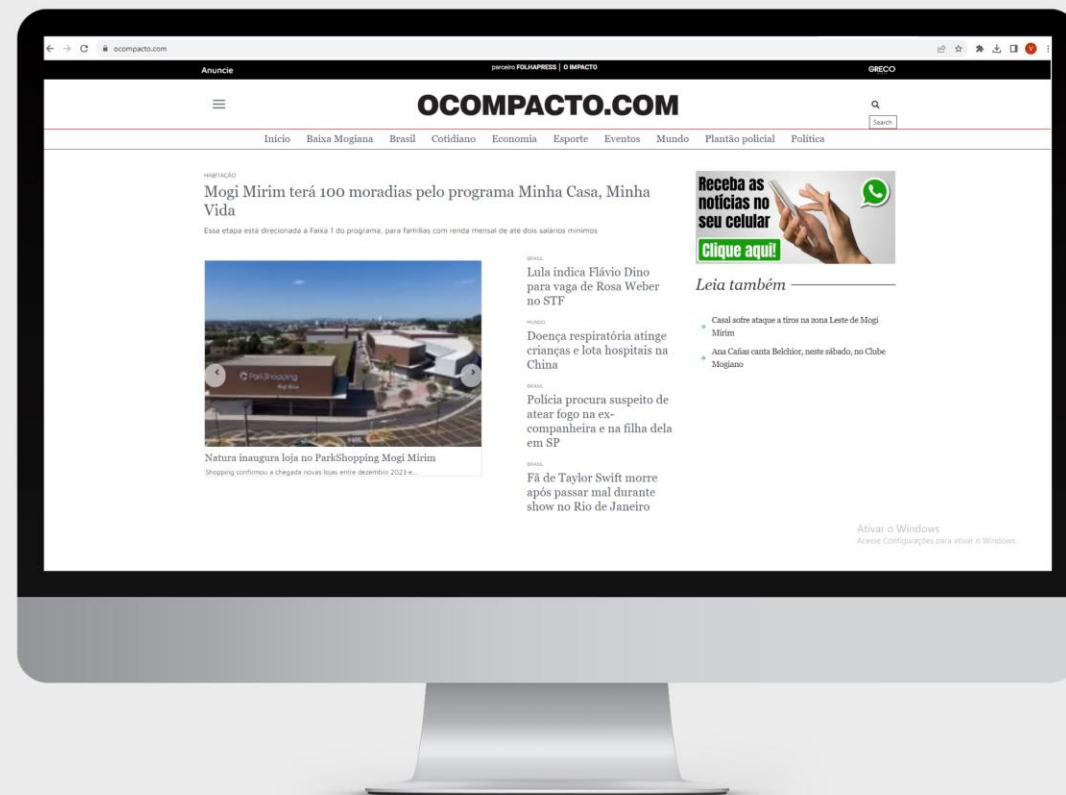 ocompacto.com
V
Anuncie
parceiro FOLHAPRESS | O IMPACTO
GRECO
OCOMPACTO.COM
Search
Início Baixa Mogiana Brasil Cotidiano Economia Esporte Eventos Mundo Plantão policial Política
HABITAÇÃO
Mogi Mirim terá 100 moradias pelo programa Minha Casa, Minha
Vida
Essa etapa está direcionada à Faixa 1 do programa, para famílias com renda mensal de até dois salários mínimos
ParkShopping
Mogi Mirim
Natura inaugura loja no ParkShopping Mogi Mirim
Shopping confirmou a chegada novas lojas entre dezembro 2023 e...
BRASIL
Lula indica Flávio Dino
para vaga de Rosa Weber
no STF
MUNDO
Doença respiratória atinge
crianças e lota hospitais na
China
BRASIL
Polícia procura suspeito de
atear fogo na ex-
companheira e na filha dela
em SP
BRASIL
Fã de Taylor Swift morre
após passar mal durante
show no Rio de Janeiro
Receba as
notícias no
seu celular
Clique aqui!
Leia também
Casal sofre ataque a tiros na zona Leste de Mogi
Mirim
Ana Cañas canta Belchior, neste sábado, no Clube
Mogiano
Ativar o Windows
Acesse Configurações para ativar o Windows.